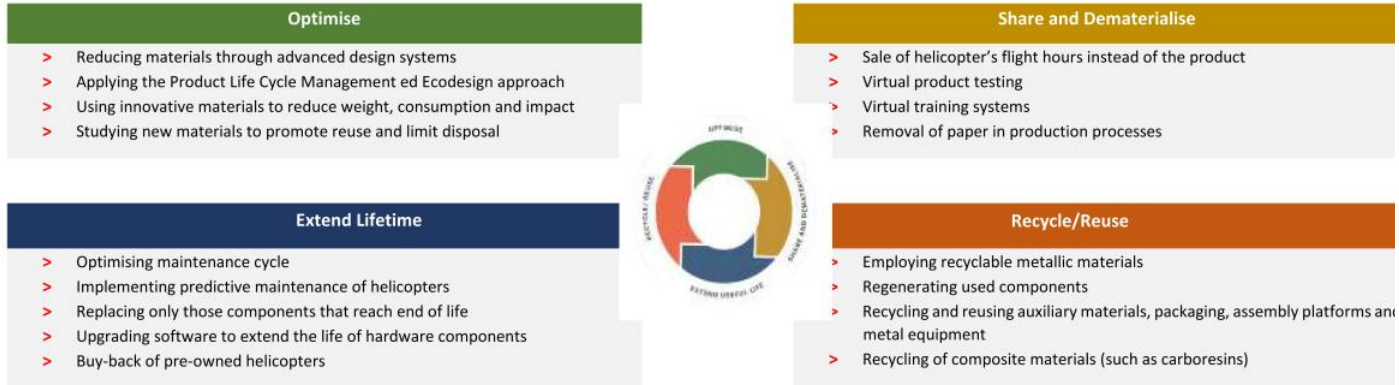 Optimise
> Reducing materials through advanced design systems
> Applying the Product Life Cycle Management ed Ecodesign approach
> Using innovative materials to reduce weight, consumption and impact
> Studying new materials to promote reuse and limit disposal
Share and Dematerialise
> Sale of helicopter's flight hours instead of the product
> Virtual product testing
> Virtual training systems
> Removal of paper in production processes
OPTIMISE
SHARE AND DEMATERIALISE
EXTEND USEFUL LIFE
RECYCLE / REUSE
Extend Lifetime
> Optimising maintenance cycle
> Implementing predictive maintenance of helicopters
> Replacing only those components that reach end of life
> Upgrading software to extend the life of hardware components
> Buy-back of pre-owned helicopters
Recycle/Reuse
> Employing recyclable metallic materials
> Regenerating used components
> Recycling and reusing auxiliary materials, packaging, assembly platforms and
metal equipment
> Recycling of composite materials (such as carboresins)